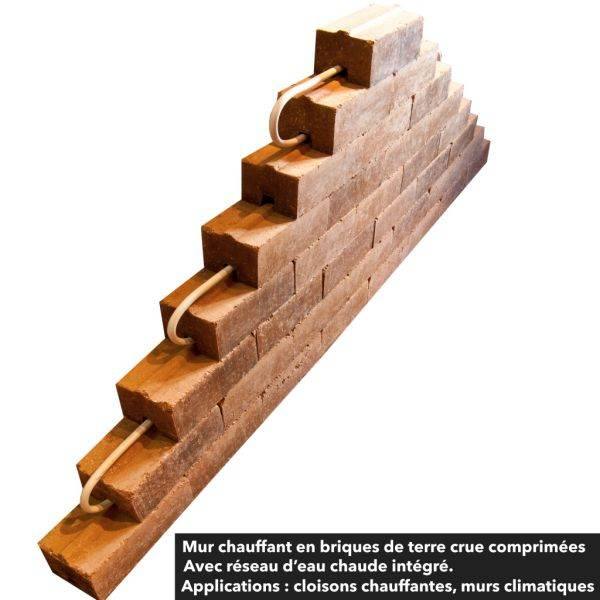 Mur chauffant en briques de terre crue comprimées
Avec réseau d’eau chaude intégré.
Applications : cloisons chauffantes, murs climatiques